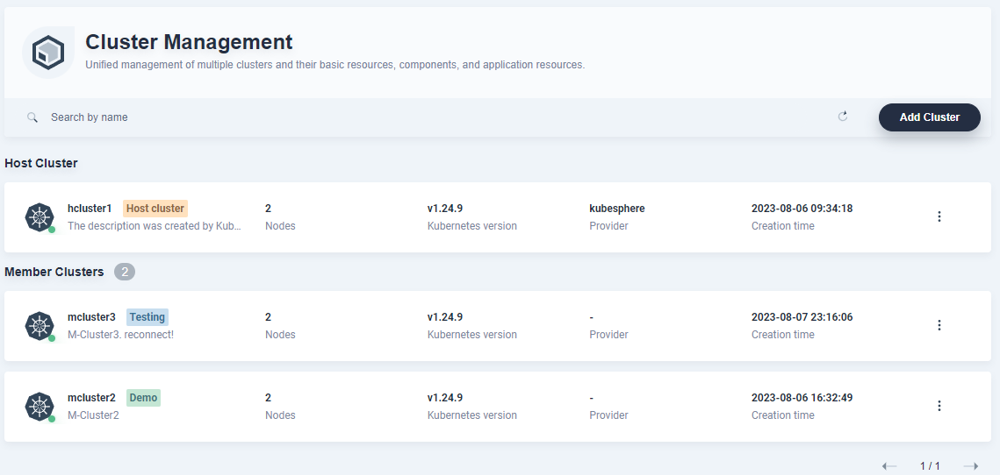 Cluster Management
Unified management of multiple clusters and their basic resources, components, and application resources.
Search by name
Add Cluster
Host Cluster
hcluster1 Host cluster 2 v1.24.9 kubesphere 2023-08-06 09:34:18
The description was created by Kub... Nodes Kubernetes version Provider Creation time
Member Clusters 2
mcluster3 Testing 2 v1.24.9 - 2023-08-07 23:16:06
M-Cluster3. reconnect! Nodes Kubernetes version Provider Creation time
mcluster2 Demo 2 v1.24.9 - 2023-08-06 16:32:49
M-Cluster2 Nodes Kubernetes version Provider Creation time
1 / 1